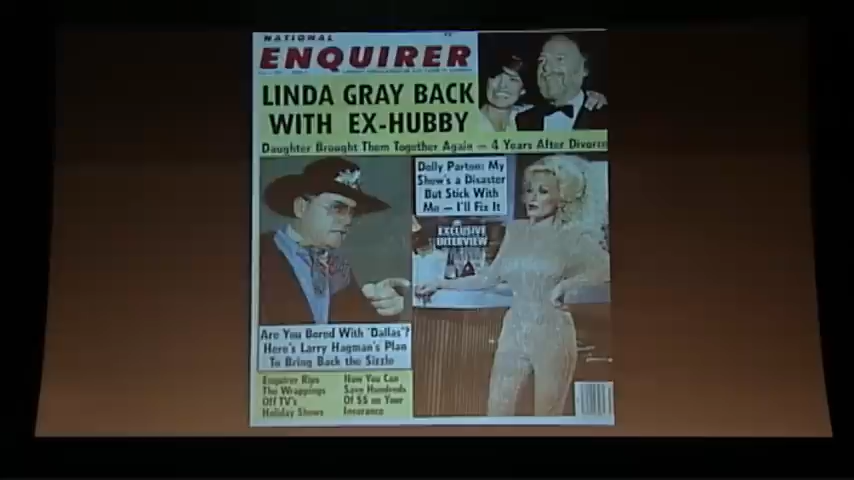 NATIONAL
ENQUIRER
LINDA GRAY BACK
WITH EX-HUBBY
Daughter Brought Them Together Again — 4 Years After Divorce
Dolly Parton: My
Show's a Disaster
But Stick With
Me — I'll Fix It
EXCLUSIVE
INTERVIEW
Are You Bored With 'Dallas'?
Here's Larry Hagman's Plan
To Bring Back the Sizzle
Enquirer Rips
The Wrappings
Off TV's
Holiday Shows
How You Can
Save Hundreds
Of $$ on Your
Insurance